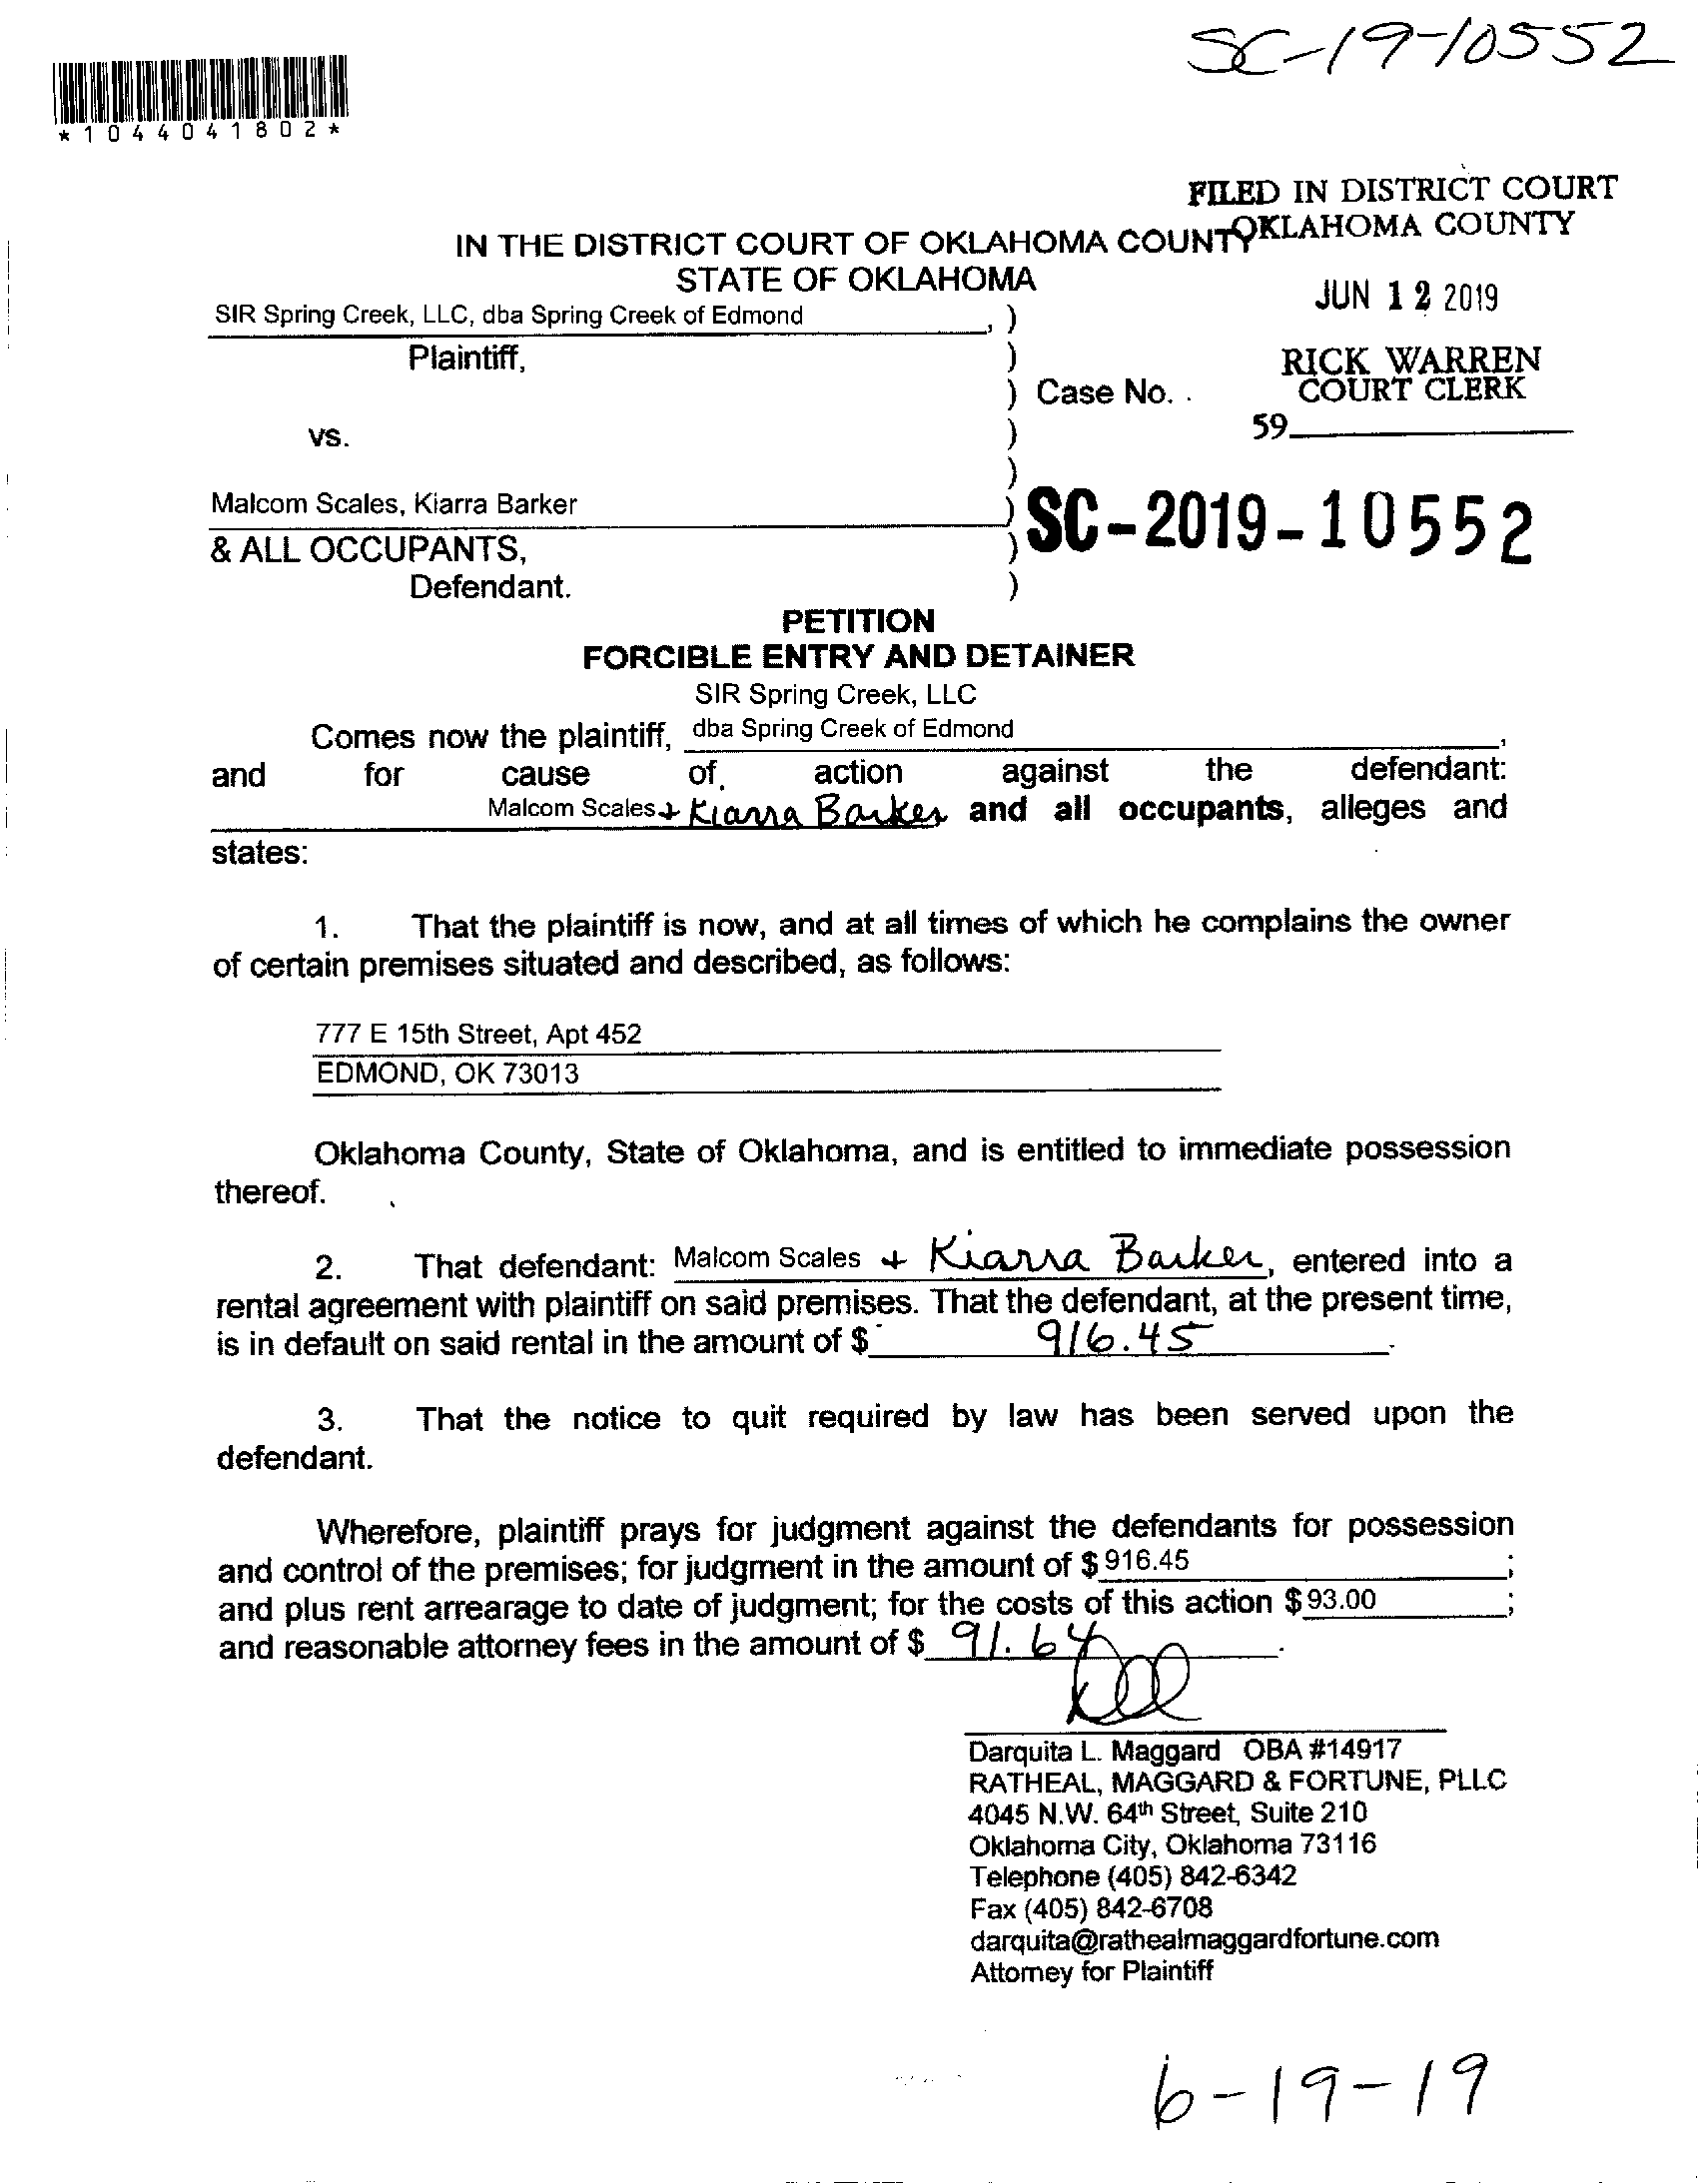 SC-19-10552
*1044041802*
FILED IN DISTRICT COURT
OKLAHOMA COUNTY
IN THE DISTRICT COURT OF OKLAHOMA COUNTY
STATE OF OKLAHOMA
JUN 12 2019
SIR Spring Creek, LLC, dba Spring Creek of Edmond , )
Plaintiff, )
RICK WARREN
COURT CLERK
) Case No. .
59
vs. )
)
Malcom Scales, Kiarra Barker )
SC-2019-10552
& ALL OCCUPANTS, )
Defendant. )
PETITION
FORCIBLE ENTRY AND DETAINER
SIR Spring Creek, LLC
Comes now the plaintiff, dba Spring Creek of Edmond ,
and for cause of, action against the defendant:
Malcom Scales + Kiarra Barker and all occupants, alleges and
states:
1. That the plaintiff is now, and at all times of which he complains the owner
of certain premises situated and described, as follows:
777 E 15th Street, Apt 452
EDMOND, OK 73013
Oklahoma County, State of Oklahoma, and is entitled to immediate possession
thereof.
2. That defendant: Malcom Scales + Kiarra Barker, entered into a
rental agreement with plaintiff on said premises. That the defendant, at the present time,
is in default on said rental in the amount of $ 916.45 .
3. That the notice to quit required by law has been served upon the
defendant.
Wherefore, plaintiff prays for judgment against the defendants for possession
and control of the premises; for judgment in the amount of $ 916.45 ;
and plus rent arrearage to date of judgment; for the costs of this action $ 93.00 ;
and reasonable attorney fees in the amount of $ 91.64 .
Darquita L. Maggard OBA #14917
RATHEAL, MAGGARD & FORTUNE, PLLC
4045 N.W. 64th Street, Suite 210
Oklahoma City, Oklahoma 73116
Telephone (405) 842-6342
Fax (405) 842-6708
darquita@rathealmaggardfortune.com
Attorney for Plaintiff
6-19-19